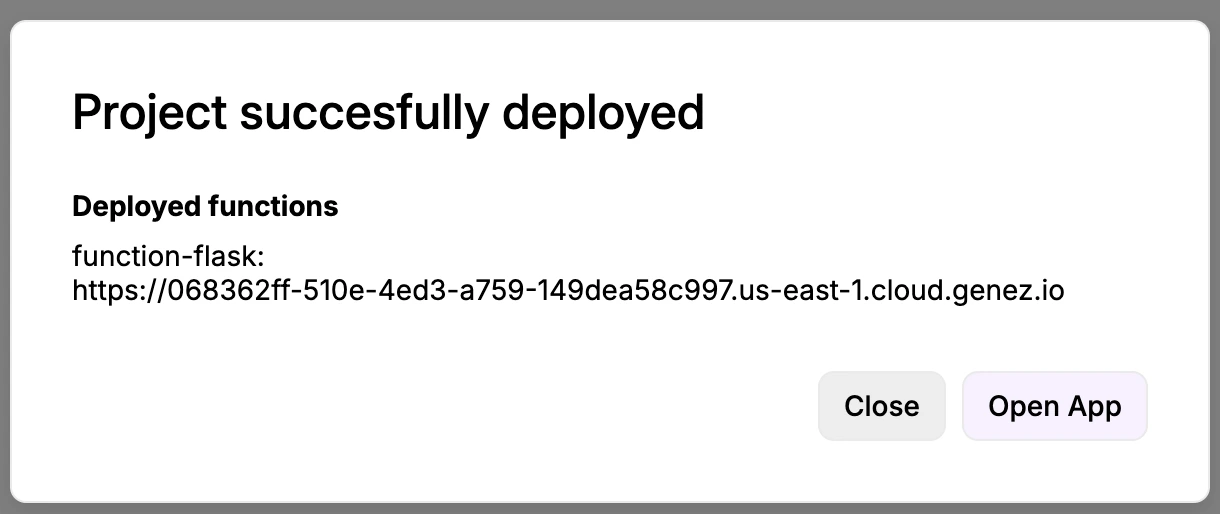 Project succesfully deployed
Deployed functions
function-flask:
https://068362ff-510e-4ed3-a759-149dea58c997.us-east-1.cloud.genez.io
Close
Open App